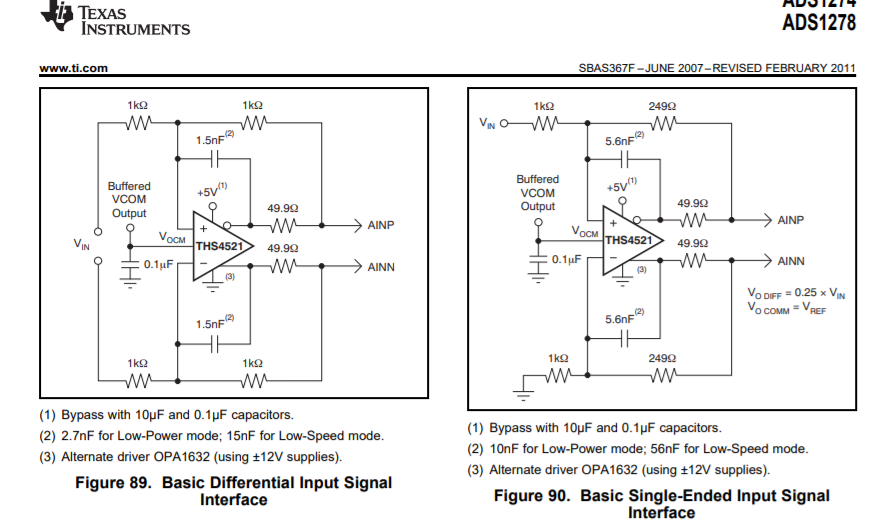 TEXAS
INSTRUMENTS
ADS1274
ADS1278
www.ti.com
SBAS367F – JUNE 2007 – REVISED FEBRUARY 2011
1kΩ
1kΩ
1.5nF(2)
Buffered
VCOM
Output
+5V(1)
49.9Ω
AINP
VIN
VOCM
+
THS4521
49.9Ω
−
0.1µF
AINN
(3)
1.5nF(2)
1kΩ
1kΩ
(1) Bypass with 10µF and 0.1µF capacitors.
(2) 2.7nF for Low-Power mode; 15nF for Low-Speed mode.
(3) Alternate driver OPA1632 (using ±12V supplies).
Figure 89. Basic Differential Input Signal
Interface
1kΩ
249Ω
VIN
5.6nF(2)
Buffered
VCOM
Output
+5V(1)
49.9Ω
AINP
VOCM
+
THS4521
49.9Ω
−
0.1µF
AINN
(3)
VO DIFF = 0.25 × VIN
VO COMM = VREF
5.6nF(2)
1kΩ
249Ω
(1) Bypass with 10µF and 0.1µF capacitors.
(2) 10nF for Low-Power mode; 56nF for Low-Speed mode.
(3) Alternate driver OPA1632 (using ±12V supplies).
Figure 90. Basic Single-Ended Input Signal
Interface